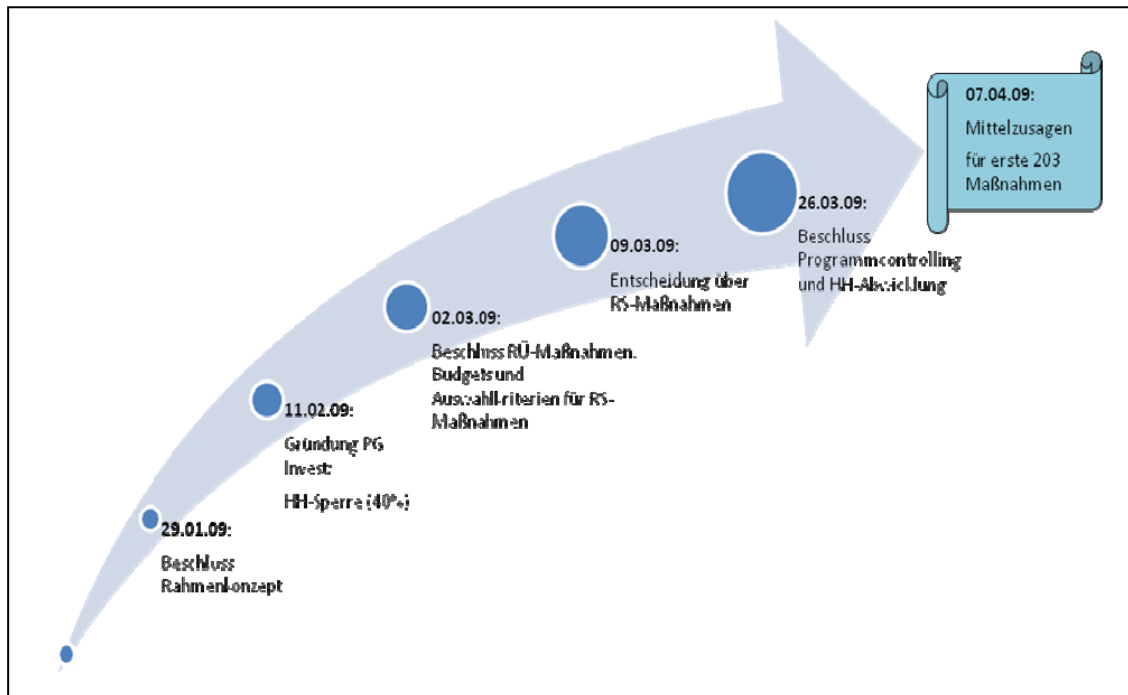 29.01.09:
Beschluss
Rahmenkonzept
11.02.09:
Gründung PG
Invest
HH-Sperre (40%)
02.03.09:
Beschluss RÜ-Maßnahmen,
Budgets und
Auswahlkriterien für RS-
Maßnahmen
09.03.09:
Entscheidung über
RS-Maßnahmen
26.03.09:
Beschluss
Programmcontrolling
und HH-Abwicklung
07.04.09:
Mittelzusagen
für erste 203
Maßnahmen